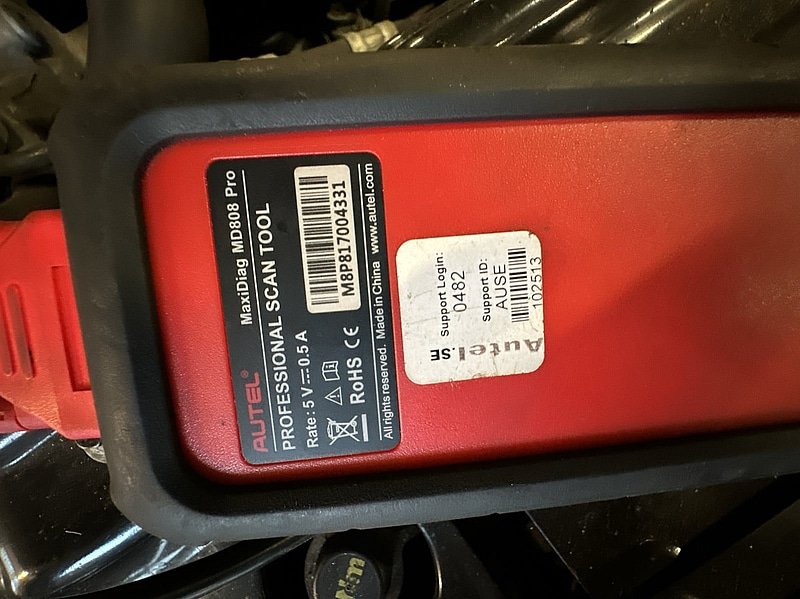 AUTEL® MaxiDiag MD808 Pro
PROFESSIONAL SCAN TOOL
Rate: 5 V⎓0.5 A
M8P817004331
RoHS CE
All rights reserved. Made in China www.autel.com
Autel.SE
Support Login:
0482
Support ID:
AUSE
102513